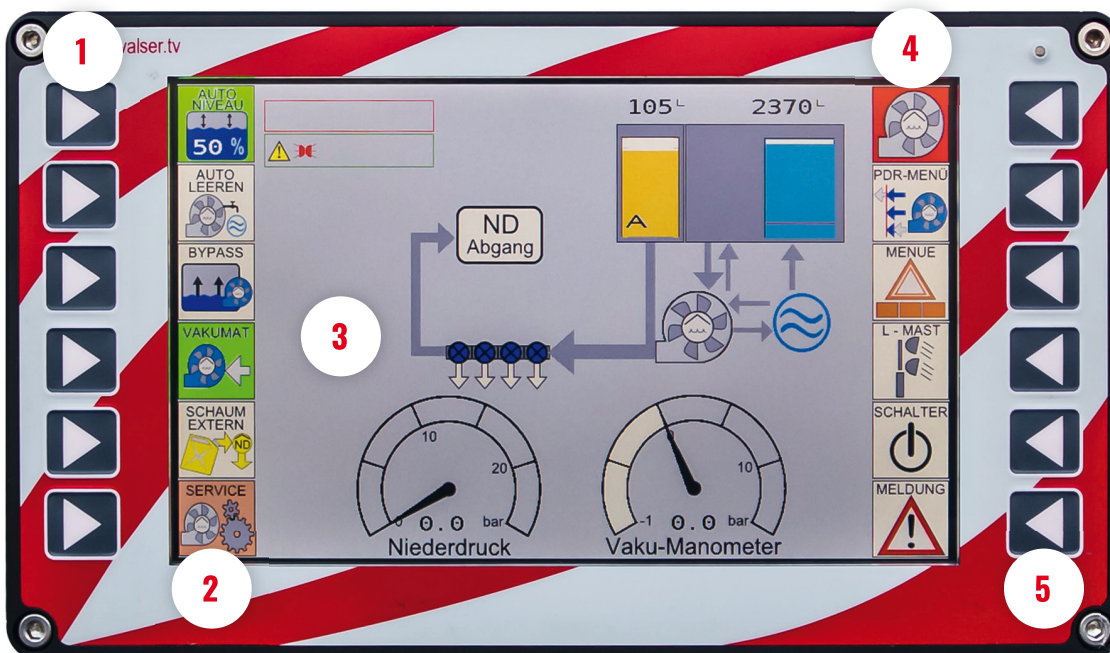 1
valser.tv
4
AUTO
NIVEAU
50 %
AUTO
LEEREN
BYPASS
VAKUMAT
SCHAUM
EXTERN
ND
SERVICE
2
105 L
2370 L
A
ND
Abgang
3
0
10
20
0.0
bar
Niederdruck
-1
0
10
0.0
bar
Vaku-Manometer
PDR-MENÜ
MENUE
L - MAST
SCHALTER
MELDUNG
5